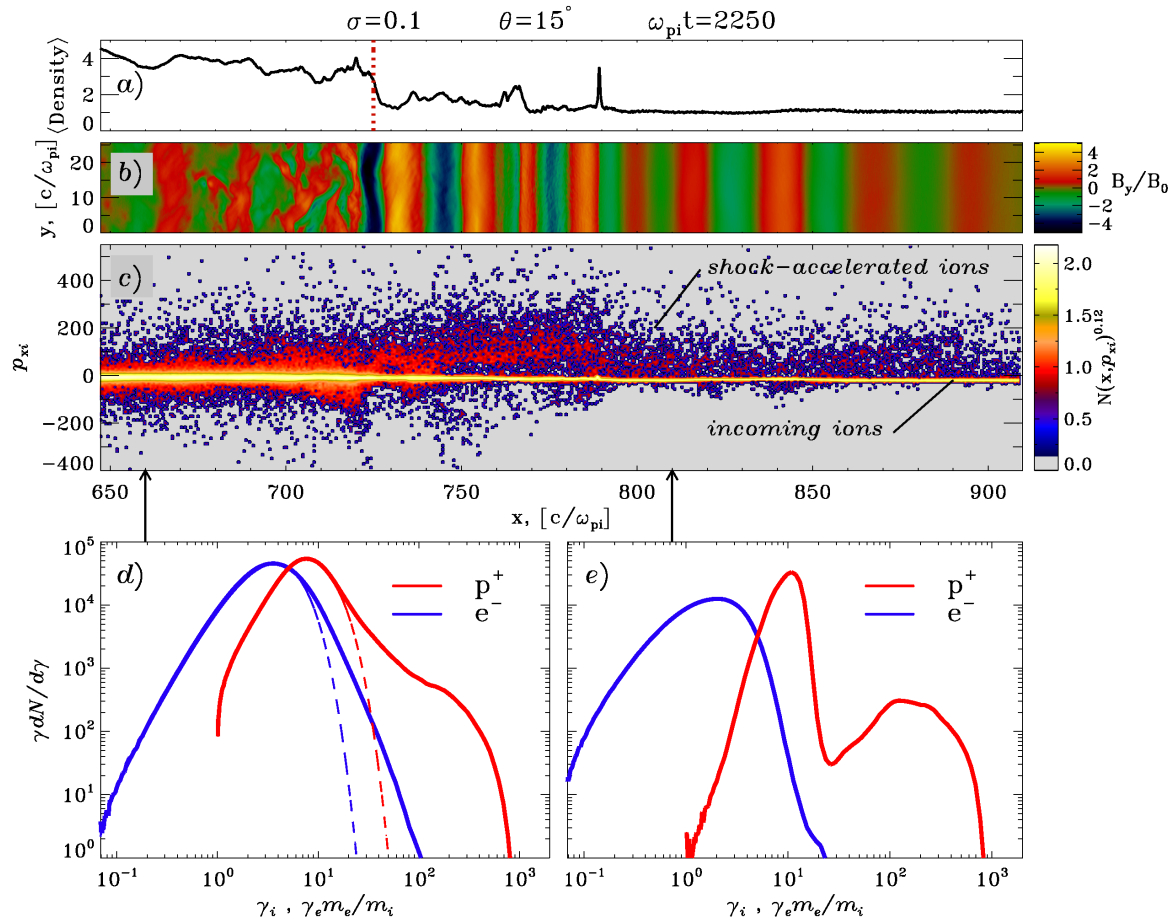 σ=0.1 θ=15° ω_pi t=2250
⟨Density⟩
4
2
0
a)
y, [c/ω_pi]
20
10
0
b)
4
2
0
−2
−4
B_y/B_0
p_xi
400
200
0
−200
−400
c)
shock−accelerated ions
incoming ions
2.0
1.5
1.0
0.5
0.0
N(x,p_xi)^0.12
650 700 750 800 850 900
x, [c/ω_pi]
γdN/dγ
10^5
10^4
10^3
10^2
10^1
10^0
d)
p^+
e^−
10^−1 10^0 10^1 10^2 10^3
γ_i , γ_e m_e/m_i
e)
p^+
e^−
10^−1 10^0 10^1 10^2 10^3
γ_i , γ_e m_e/m_i